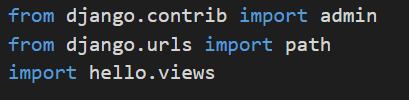 from django.contrib import admin
from django.urls import path
import hello.views